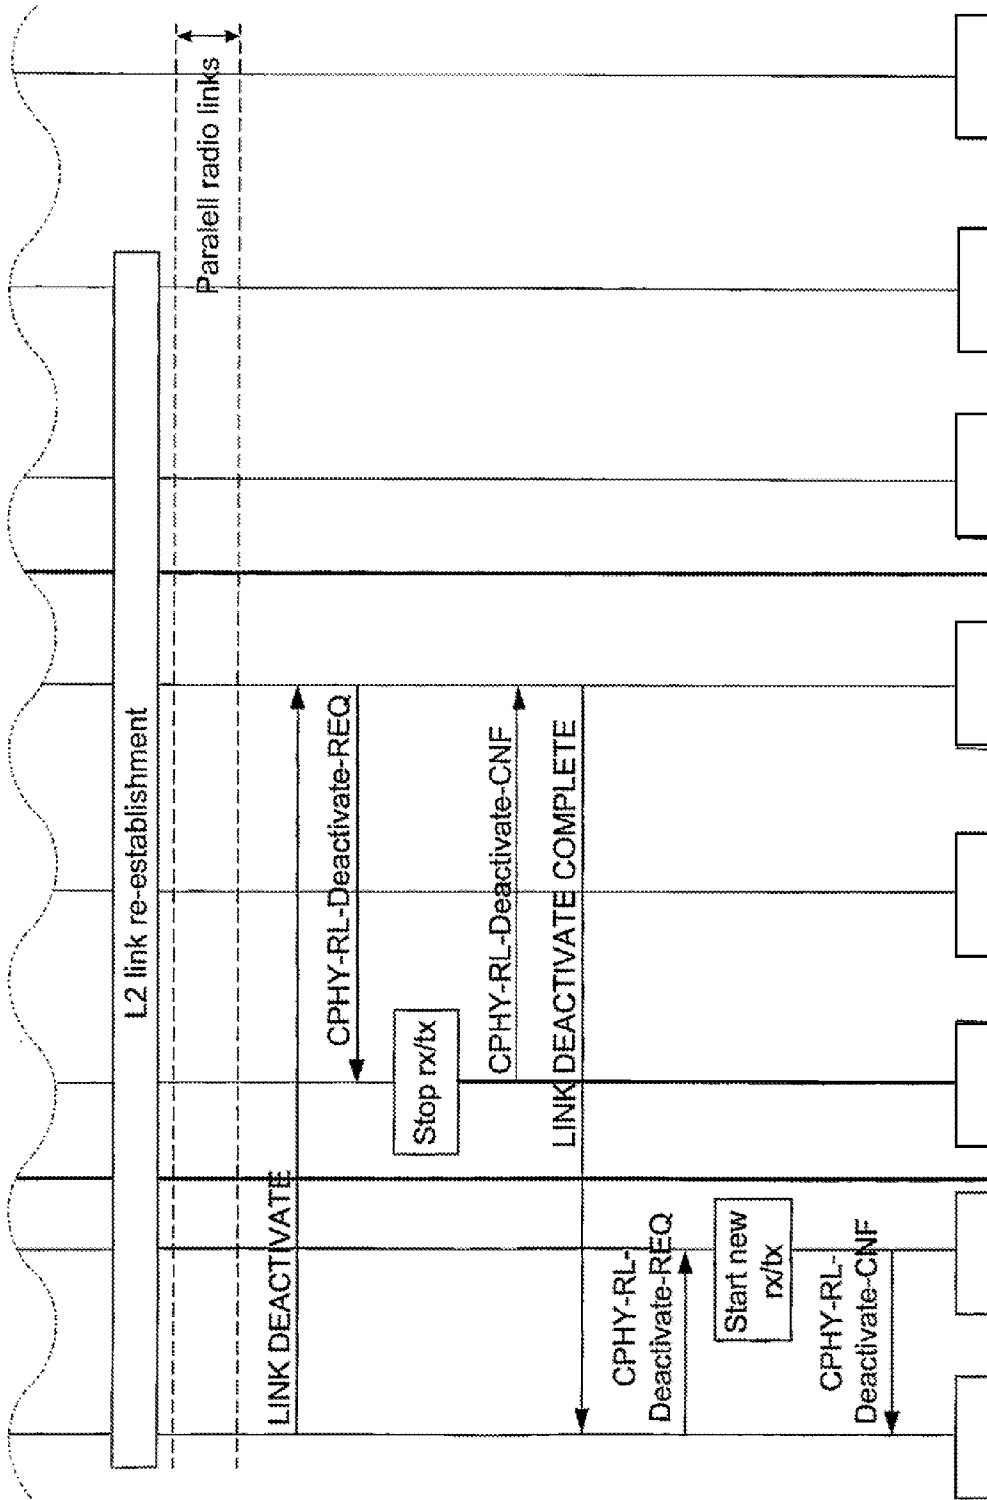 L2 link re-establishment
Paralell radio links
LINK DEACTIVATE
CPHY-RL-Deactivate-REQ
Stop rx/tx
CPHY-RL-Deactivate-CNF
LINK DEACTIVATE COMPLETE
CPHY-RL-
Deactivate-REQ
Start new
rx/tx
CPHY-RL-
Deactivate-CNF